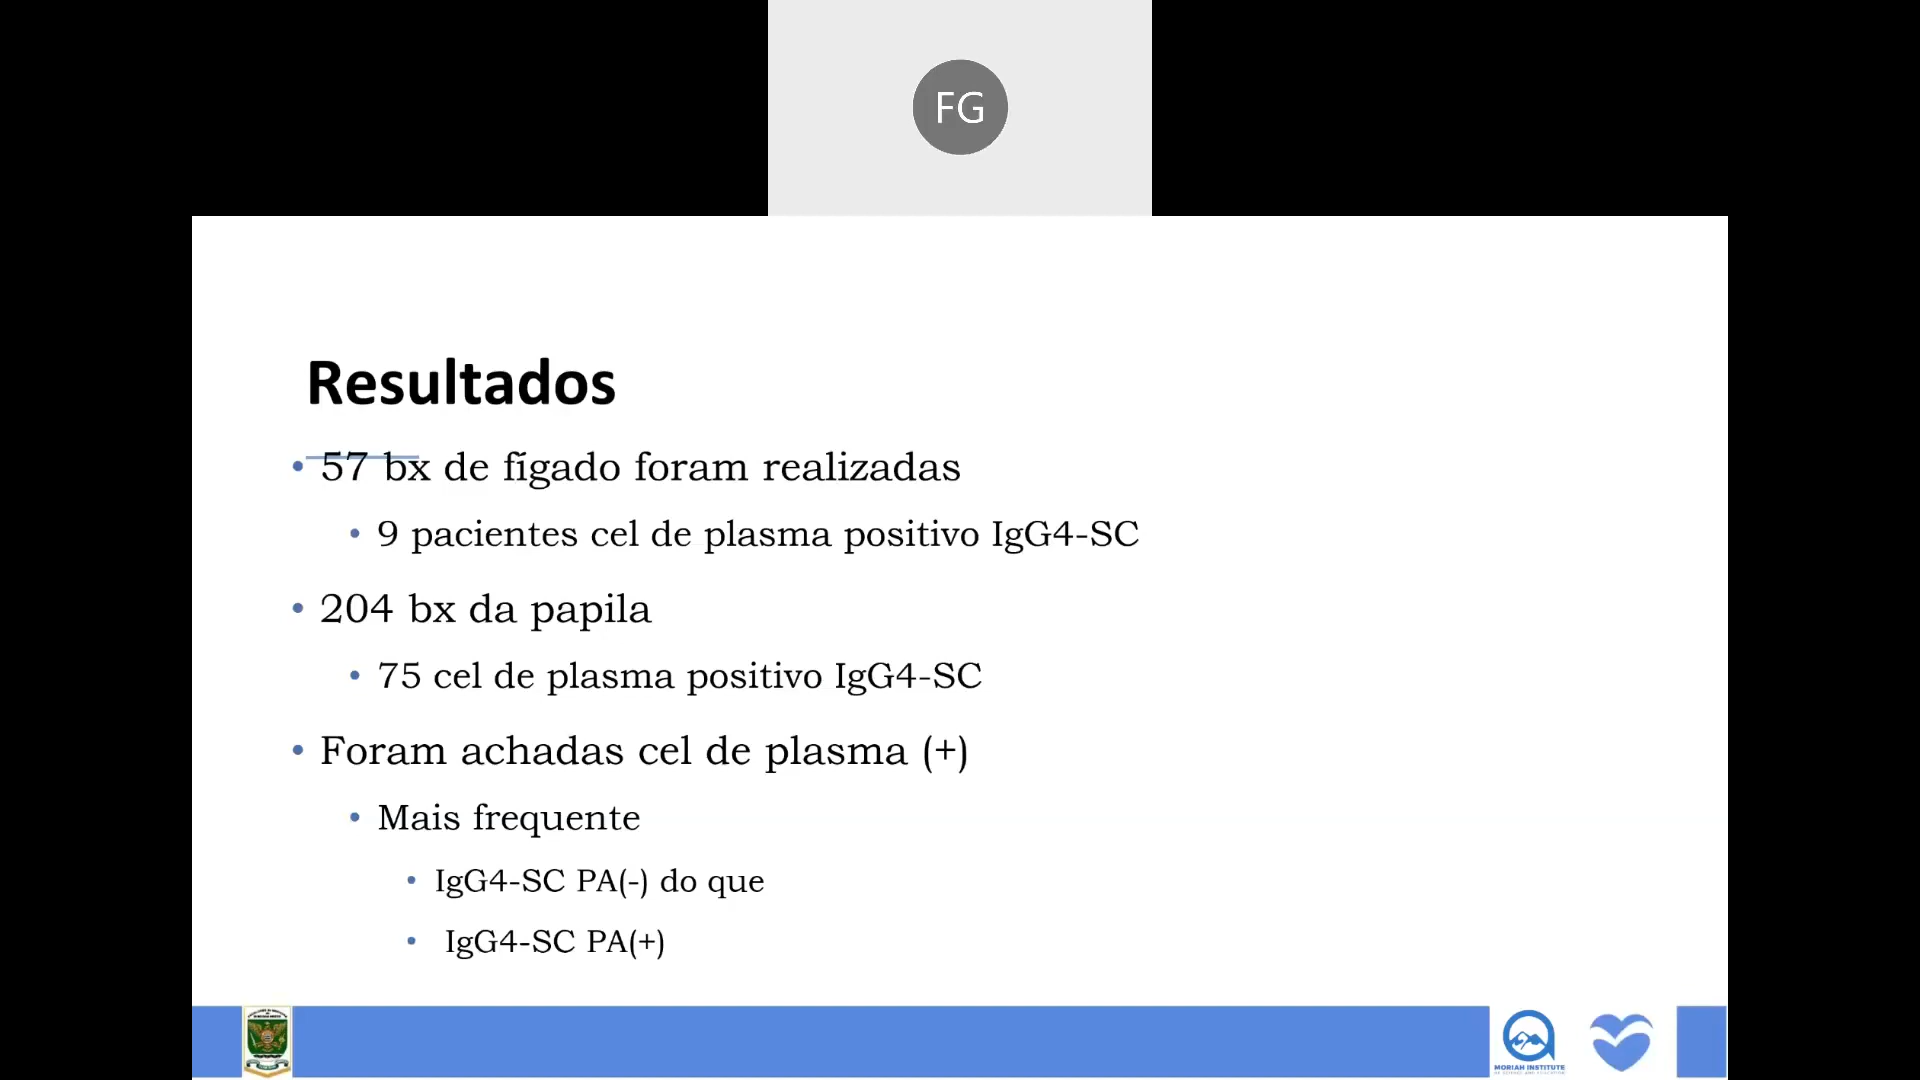 FG
Resultados
57 bx de fígado foram realizadas
9 pacientes cel de plasma positivo IgG4-SC
204 bx da papila
75 cel de plasma positivo IgG4-SC
Foram achadas cel de plasma (+)
Mais frequente
IgG4-SC PA(-) do que
IgG4-SC PA(+)
MORIAH INSTITUTE